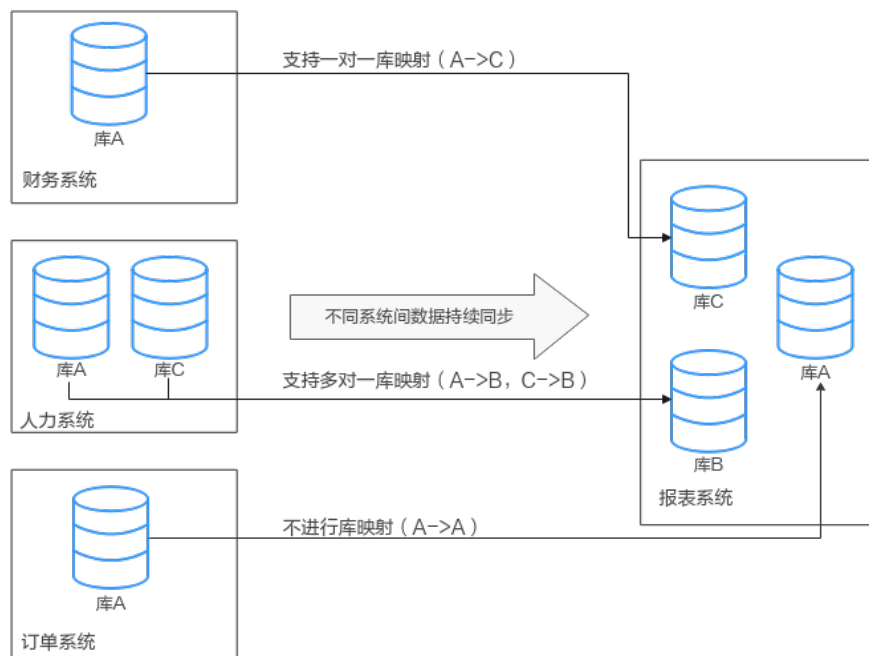 支持一对一库映射（A->C）
库A
财务系统
不同系统间数据持续同步
库A
库C
支持多对一库映射（A->B，C->B）
人力系统
不进行库映射（A->A）
库A
订单系统
库C
库A
库B
报表系统